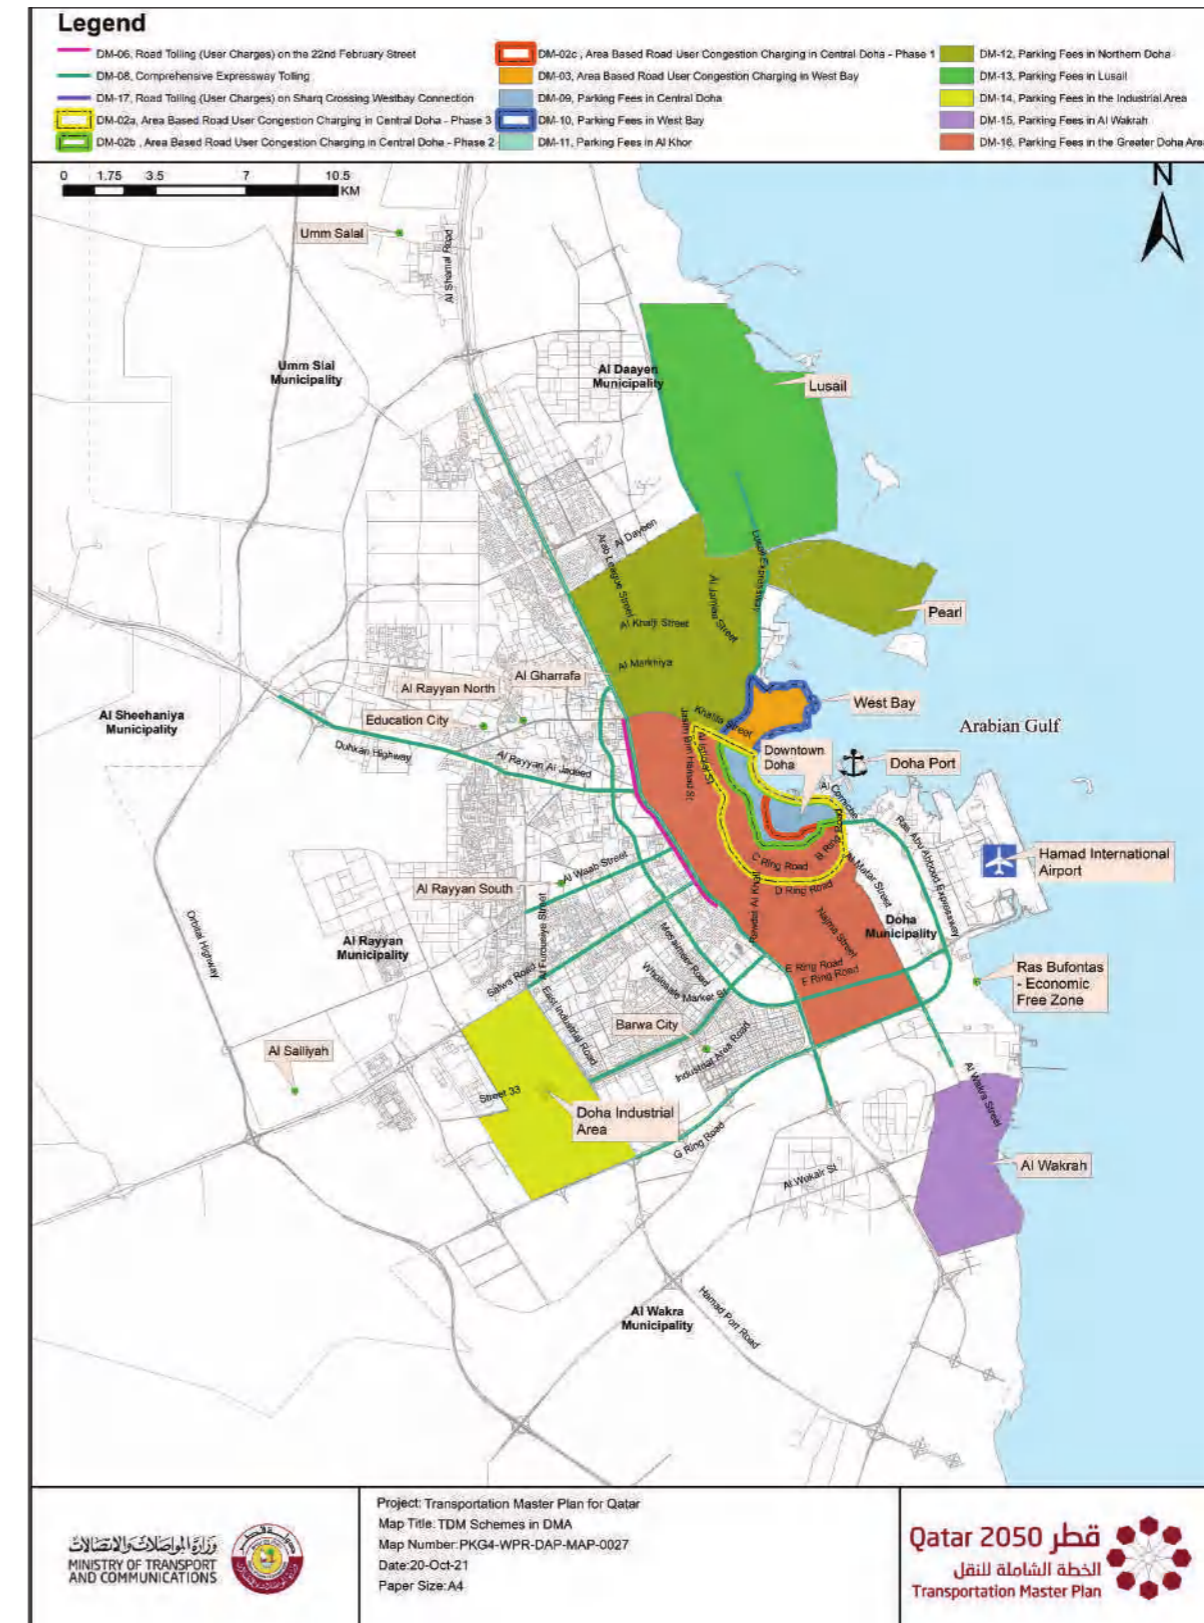 Legend
DM-06, Road Tolling (User Charges) on the 22nd February Street
DM-08, Comprehensive Expressway Tolling
DM-17, Road Tolling (User Charges) on Sharq Crossing Westbay Connection
DM-02a, Area Based Road User Congestion Charging in Central Doha - Phase 3
DM-02b , Area Based Road User Congestion Charging in Central Doha - Phase 2
DM-02c , Area Based Road User Congestion Charging in Central Doha - Phase 1
DM-03, Area Based Road User Congestion Charging in West Bay
DM-09, Parking Fees in Central Doha
DM-10, Parking Fees in West Bay
DM-11, Parking Fees in Al Khor
DM-12, Parking Fees in Northern Doha
DM-13, Parking Fees in Lusail
DM-14, Parking Fees in the Industrial Area
DM-15, Parking Fees in Al Wakrah
DM-16, Parking Fees in the Greater Doha Area
0 1.75 3.5 7 10.5
KM
N
Umm Salal
Al Shamal Road
Umm Slal
Municipality
Al Daayen
Municipality
Lusail
Al Dayeen
Arab League Street
Lusail Expressway
Al Jamiaa Street
Al Khafji Street
Al Markhiya
Pearl
Al Gharrafa
Al Rayyan North
Education City
West Bay
Al Sheehaniya
Municipality
Arabian Gulf
Khalifa Street
Jasim Bin Hamad St.
Al Istiqlal St
Downtown
Doha
Doha Port
Dukhan Highway
Al Rayyan Al Jadeed
Al Corniche
Ras Abu Abboud Expressway
B Ring Road
C Ring Road
D Ring Road
Al Matar Street
Hamad International
Airport
Al Waab Street
Al Rayyan South
Al Furousiye Street
Rawdat Al Khail
Najma Street
Doha
Municipality
Orbital Highway
Al Rayyan
Municipality
Mesaimeer Road
Salwa Road
Wholesale Market St
E Ring Road
F Ring Road
Ras Bufontas
- Economic
Free Zone
East Industrial Road
Barwa City
Industrial Area Road
Al Sailiyah
Street 33
Doha Industrial
Area
Al Wakra Street
G Ring Road
Al Wukair St
Al Wakrah
Al Wakra
Municipality
Hamad Port Road
وزارة المواصلات والاتصالات
MINISTRY OF TRANSPORT
AND COMMUNICATIONS
Project: Transportation Master Plan for Qatar
Map Title: TDM Schemes in DMA
Map Number: PKG4-WPR-DAP-MAP-0027
Date:20-Oct-21
Paper Size:A4
Qatar 2050 قطر
الخطة الشاملة للنقل
Transportation Master Plan